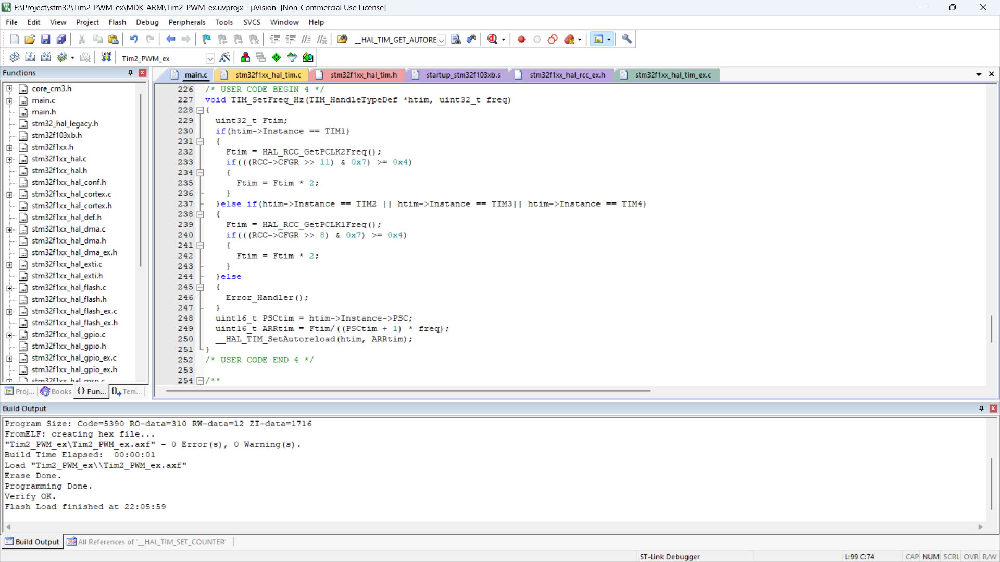 E:\Project\stm32\Tim2_PWM_ex\MDK-ARM\Tim2_PWM_ex.uvprojx - µVision [Non-Commercial Use License]
File Edit View Project Flash Debug Peripherals Tools SVCS Window Help
__HAL_TIM_GET_AUTORE
LOAD Tim2_PWM_ex
Functions
core_cm3.h
main.c
main.h
stm32_hal_legacy.h
stm32f103xb.h
stm32f1xx.h
stm32f1xx_hal.c
stm32f1xx_hal.h
stm32f1xx_hal_conf.h
stm32f1xx_hal_cortex.c
stm32f1xx_hal_cortex.h
stm32f1xx_hal_def.h
stm32f1xx_hal_dma.c
stm32f1xx_hal_dma.h
stm32f1xx_hal_dma_ex.h
stm32f1xx_hal_exti.c
stm32f1xx_hal_exti.h
stm32f1xx_hal_flash.c
stm32f1xx_hal_flash.h
stm32f1xx_hal_flash_ex.c
stm32f1xx_hal_flash_ex.h
stm32f1xx_hal_gpio.c
stm32f1xx_hal_gpio.h
stm32f1xx_hal_gpio_ex.c
stm32f1xx_hal_gpio_ex.h
stm32f1xx_hal_msp.c
Proj... Books {} Fun... Tem...
main.c stm32f1xx_hal_tim.c stm32f1xx_hal_tim.h startup_stm32f103xb.s stm32f1xx_hal_rcc_ex.h stm32f1xx_hal_tim_ex.c
226 /* USER CODE BEGIN 4 */
227 void TIM_SetFreq_Hz(TIM_HandleTypeDef *htim, uint32_t freq)
228 {
229 uint32_t Ftim;
230 if(htim->Instance == TIM1)
231 {
232 Ftim = HAL_RCC_GetPCLK2Freq();
233 if(((RCC->CFGR >> 11) & 0x7) >= 0x4)
234 {
235 Ftim = Ftim * 2;
236 }
237 }else if(htim->Instance == TIM2 || htim->Instance == TIM3|| htim->Instance == TIM4)
238 {
239 Ftim = HAL_RCC_GetPCLK1Freq();
240 if(((RCC->CFGR >> 8) & 0x7) >= 0x4)
241 {
242 Ftim = Ftim * 2;
243 }
244 }else
245 {
246 Error_Handler();
247 }
248 uint16_t PSCtim = htim->Instance->PSC;
249 uint16_t ARRtim = Ftim/((PSCtim + 1) * freq);
250 __HAL_TIM_SetAutoreload(htim, ARRtim);
251 }
252 /* USER CODE END 4 */
253
254 /**
Build Output
Program Size: Code=5390 RO-data=310 RW-data=12 ZI-data=1716
FromELF: creating hex file...
"Tim2_PWM_ex\Tim2_PWM_ex.axf" - 0 Error(s), 0 Warning(s).
Build Time Elapsed: 00:00:01
Load "Tim2_PWM_ex\\Tim2_PWM_ex.axf"
Erase Done.
Programming Done.
Verify OK.
Flash Load finished at 22:05:59
Build Output All References of '__HAL_TIM_SET_COUNTER'
ST-Link Debugger L:99 C:74 CAP NUM SCRL OVR R/W